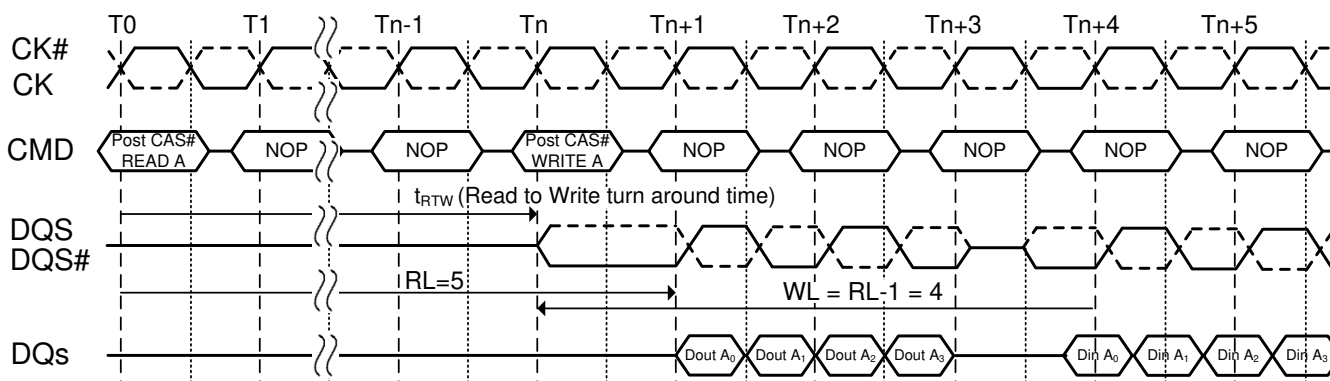 T0 T1 Tn-1 Tn Tn+1 Tn+2 Tn+3 Tn+4 Tn+5
CK#
CK
CMD Post CAS# READ A NOP NOP Post CAS# WRITE A NOP NOP NOP NOP NOP
tRTW (Read to Write turn around time)
DQS
DQS#
RL=5 WL = RL-1 = 4
DQs Dout A0 Dout A1 Dout A2 Dout A3 Din A0 Din A1 Din A2 Din A3